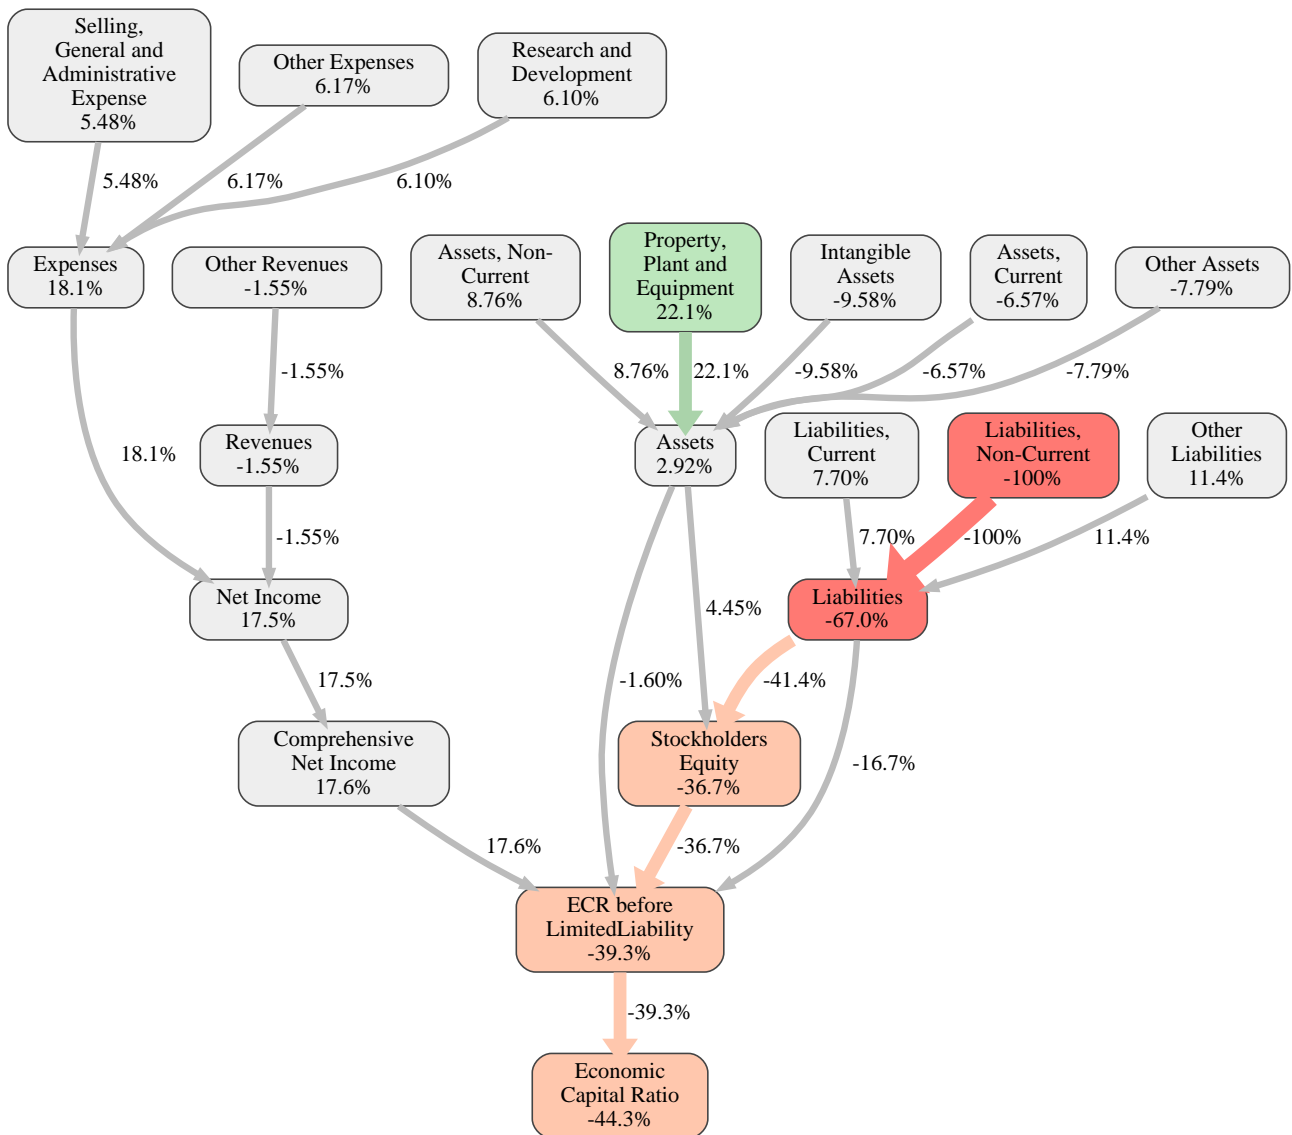 Selling,
General and
Administrative
Expense
5.48%
Other Expenses
6.17%
Research and
Development
6.10%
5.48%
6.17%
6.10%
Expenses
18.1%
Other Revenues
-1.55%
Assets, Non-
Current
8.76%
Property,
Plant and
Equipment
22.1%
Intangible
Assets
-9.58%
Assets,
Current
-6.57%
Other Assets
-7.79%
-1.55%
8.76%
22.1%
-9.58%
-6.57%
-7.79%
18.1%
Revenues
-1.55%
Assets
2.92%
Liabilities,
Current
7.70%
Liabilities,
Non-Current
-100%
Other
Liabilities
11.4%
-1.55%
7.70%
-100%
11.4%
Net Income
17.5%
4.45%
Liabilities
-67.0%
17.5%
-1.60%
-41.4%
Comprehensive
Net Income
17.6%
Stockholders
Equity
-36.7%
-16.7%
17.6%
-36.7%
ECR before
LimitedLiability
-39.3%
-39.3%
Economic
Capital Ratio
-44.3%